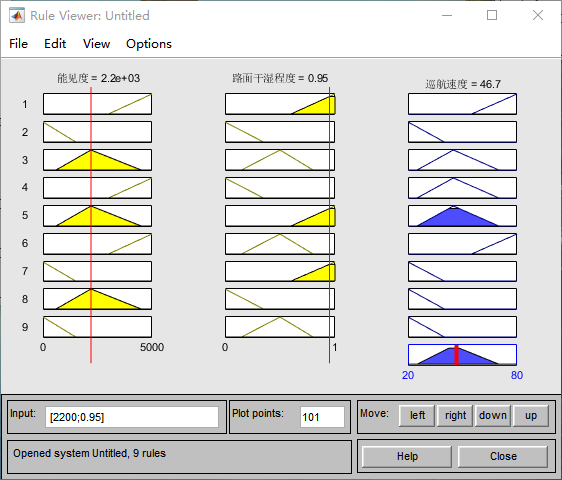 Rule Viewer: Untitled
File Edit View Options
能见度 = 2.2e+03
路面干湿程度 = 0.95
巡航速度 = 46.7
1
2
3
4
5
6
7
8
9
0 5000
0 1
20 80
Input: [2200;0.95]
Plot points: 101
Move: left right down up
Opened system Untitled, 9 rules
Help Close